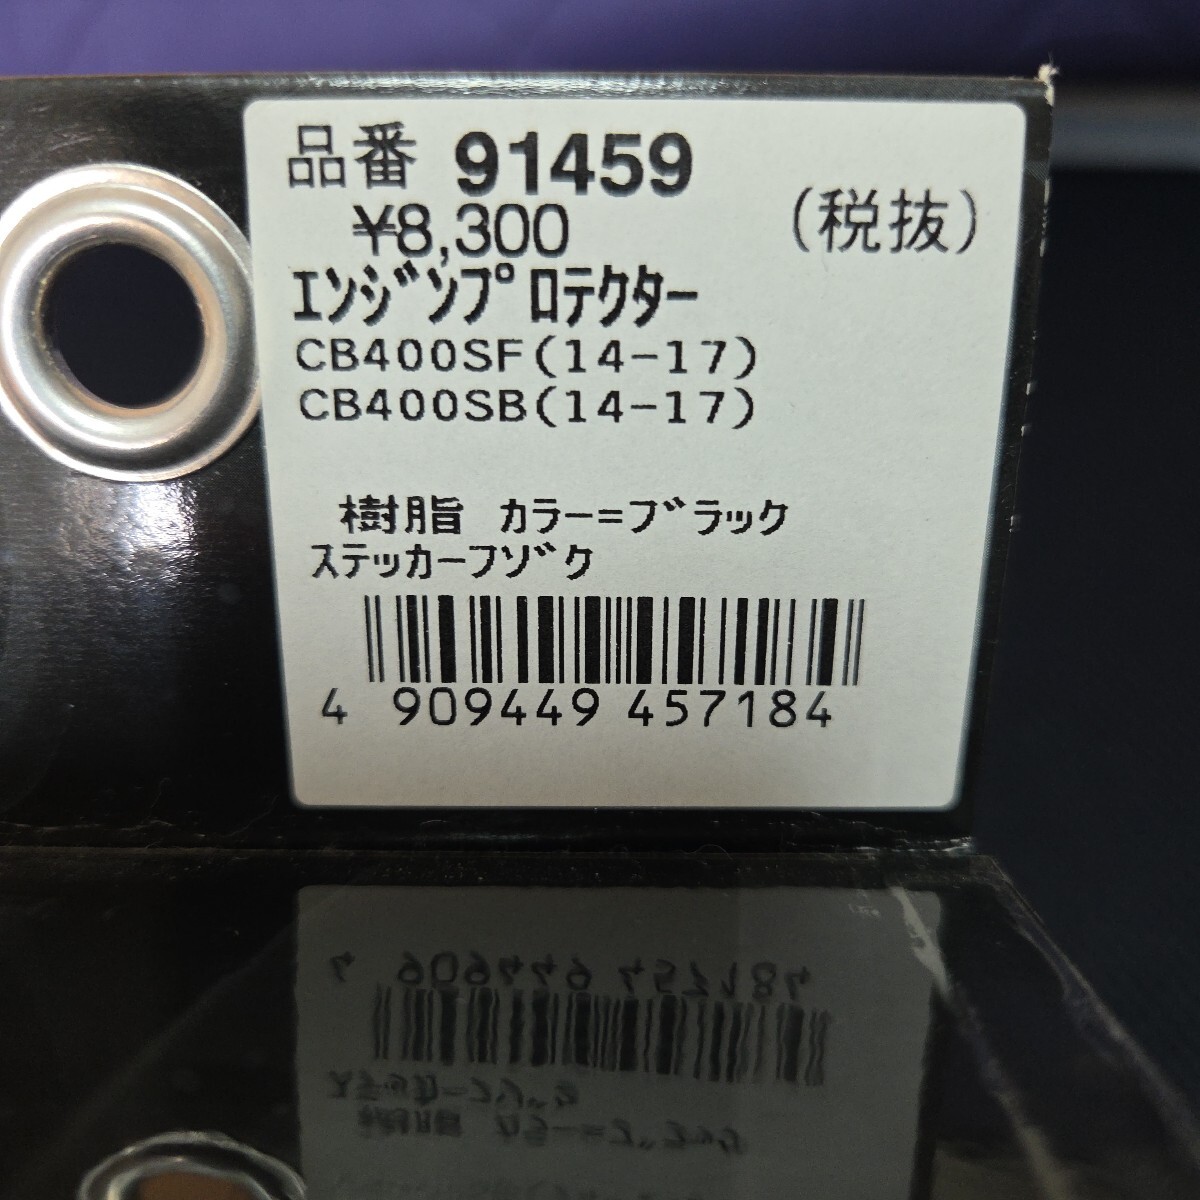 品番 91459
¥8,300 (税抜)
エンジンプロテクター
CB400SF(14-17)
CB400SB(14-17)
樹脂 カラー=ブラック
ステッカーフゾク
4 909449 457184